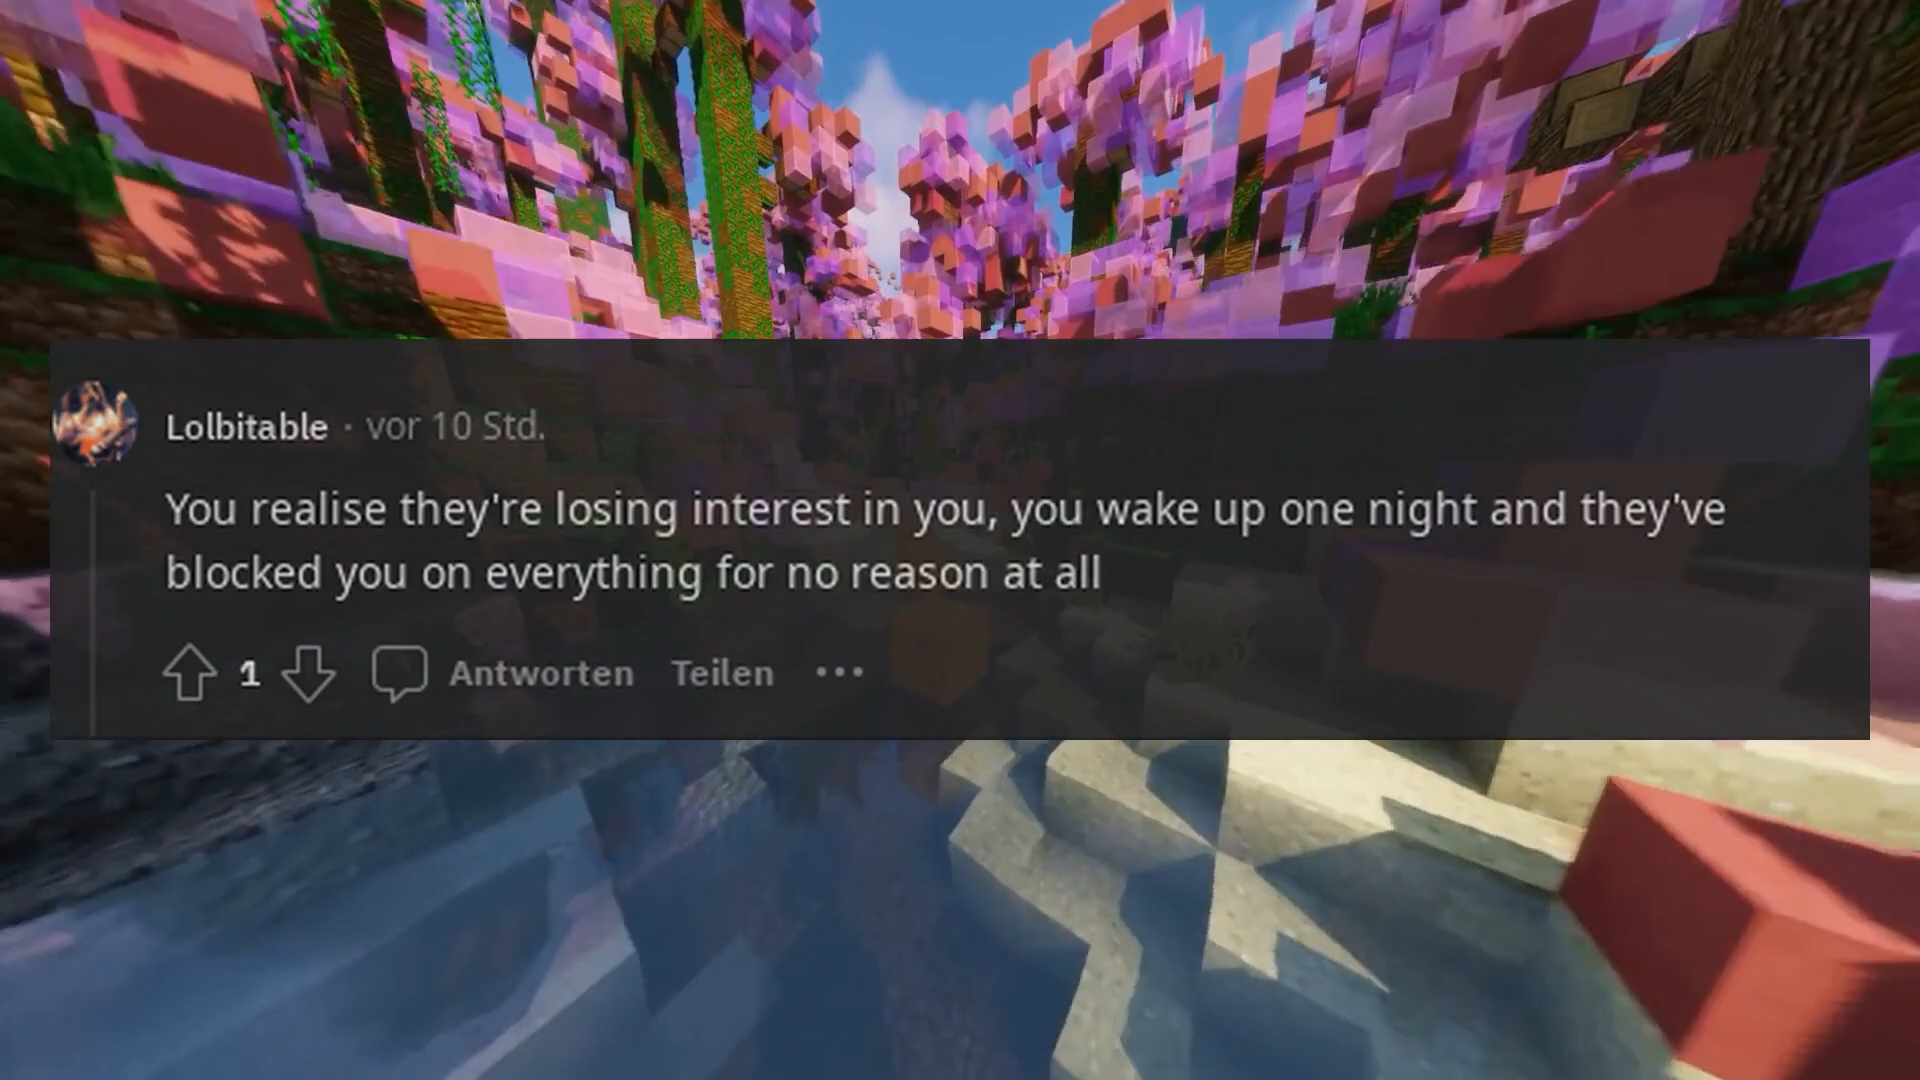 Lolbitable · vor 10 Std.
You realise they're losing interest in you, you wake up one night and they've
blocked you on everything for no reason at all
1 Antworten Teilen ...